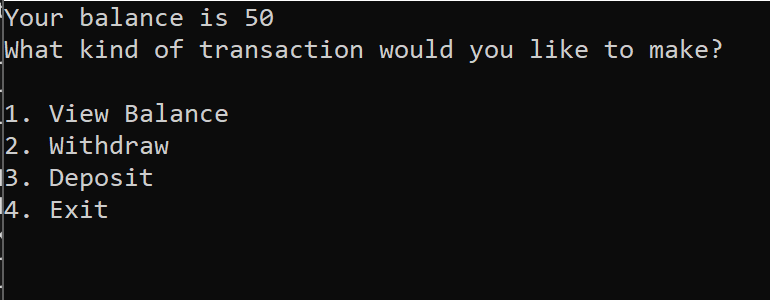 Your balance is 50
What kind of transaction would you like to make?
1. View Balance
2. Withdraw
3. Deposit
4. Exit